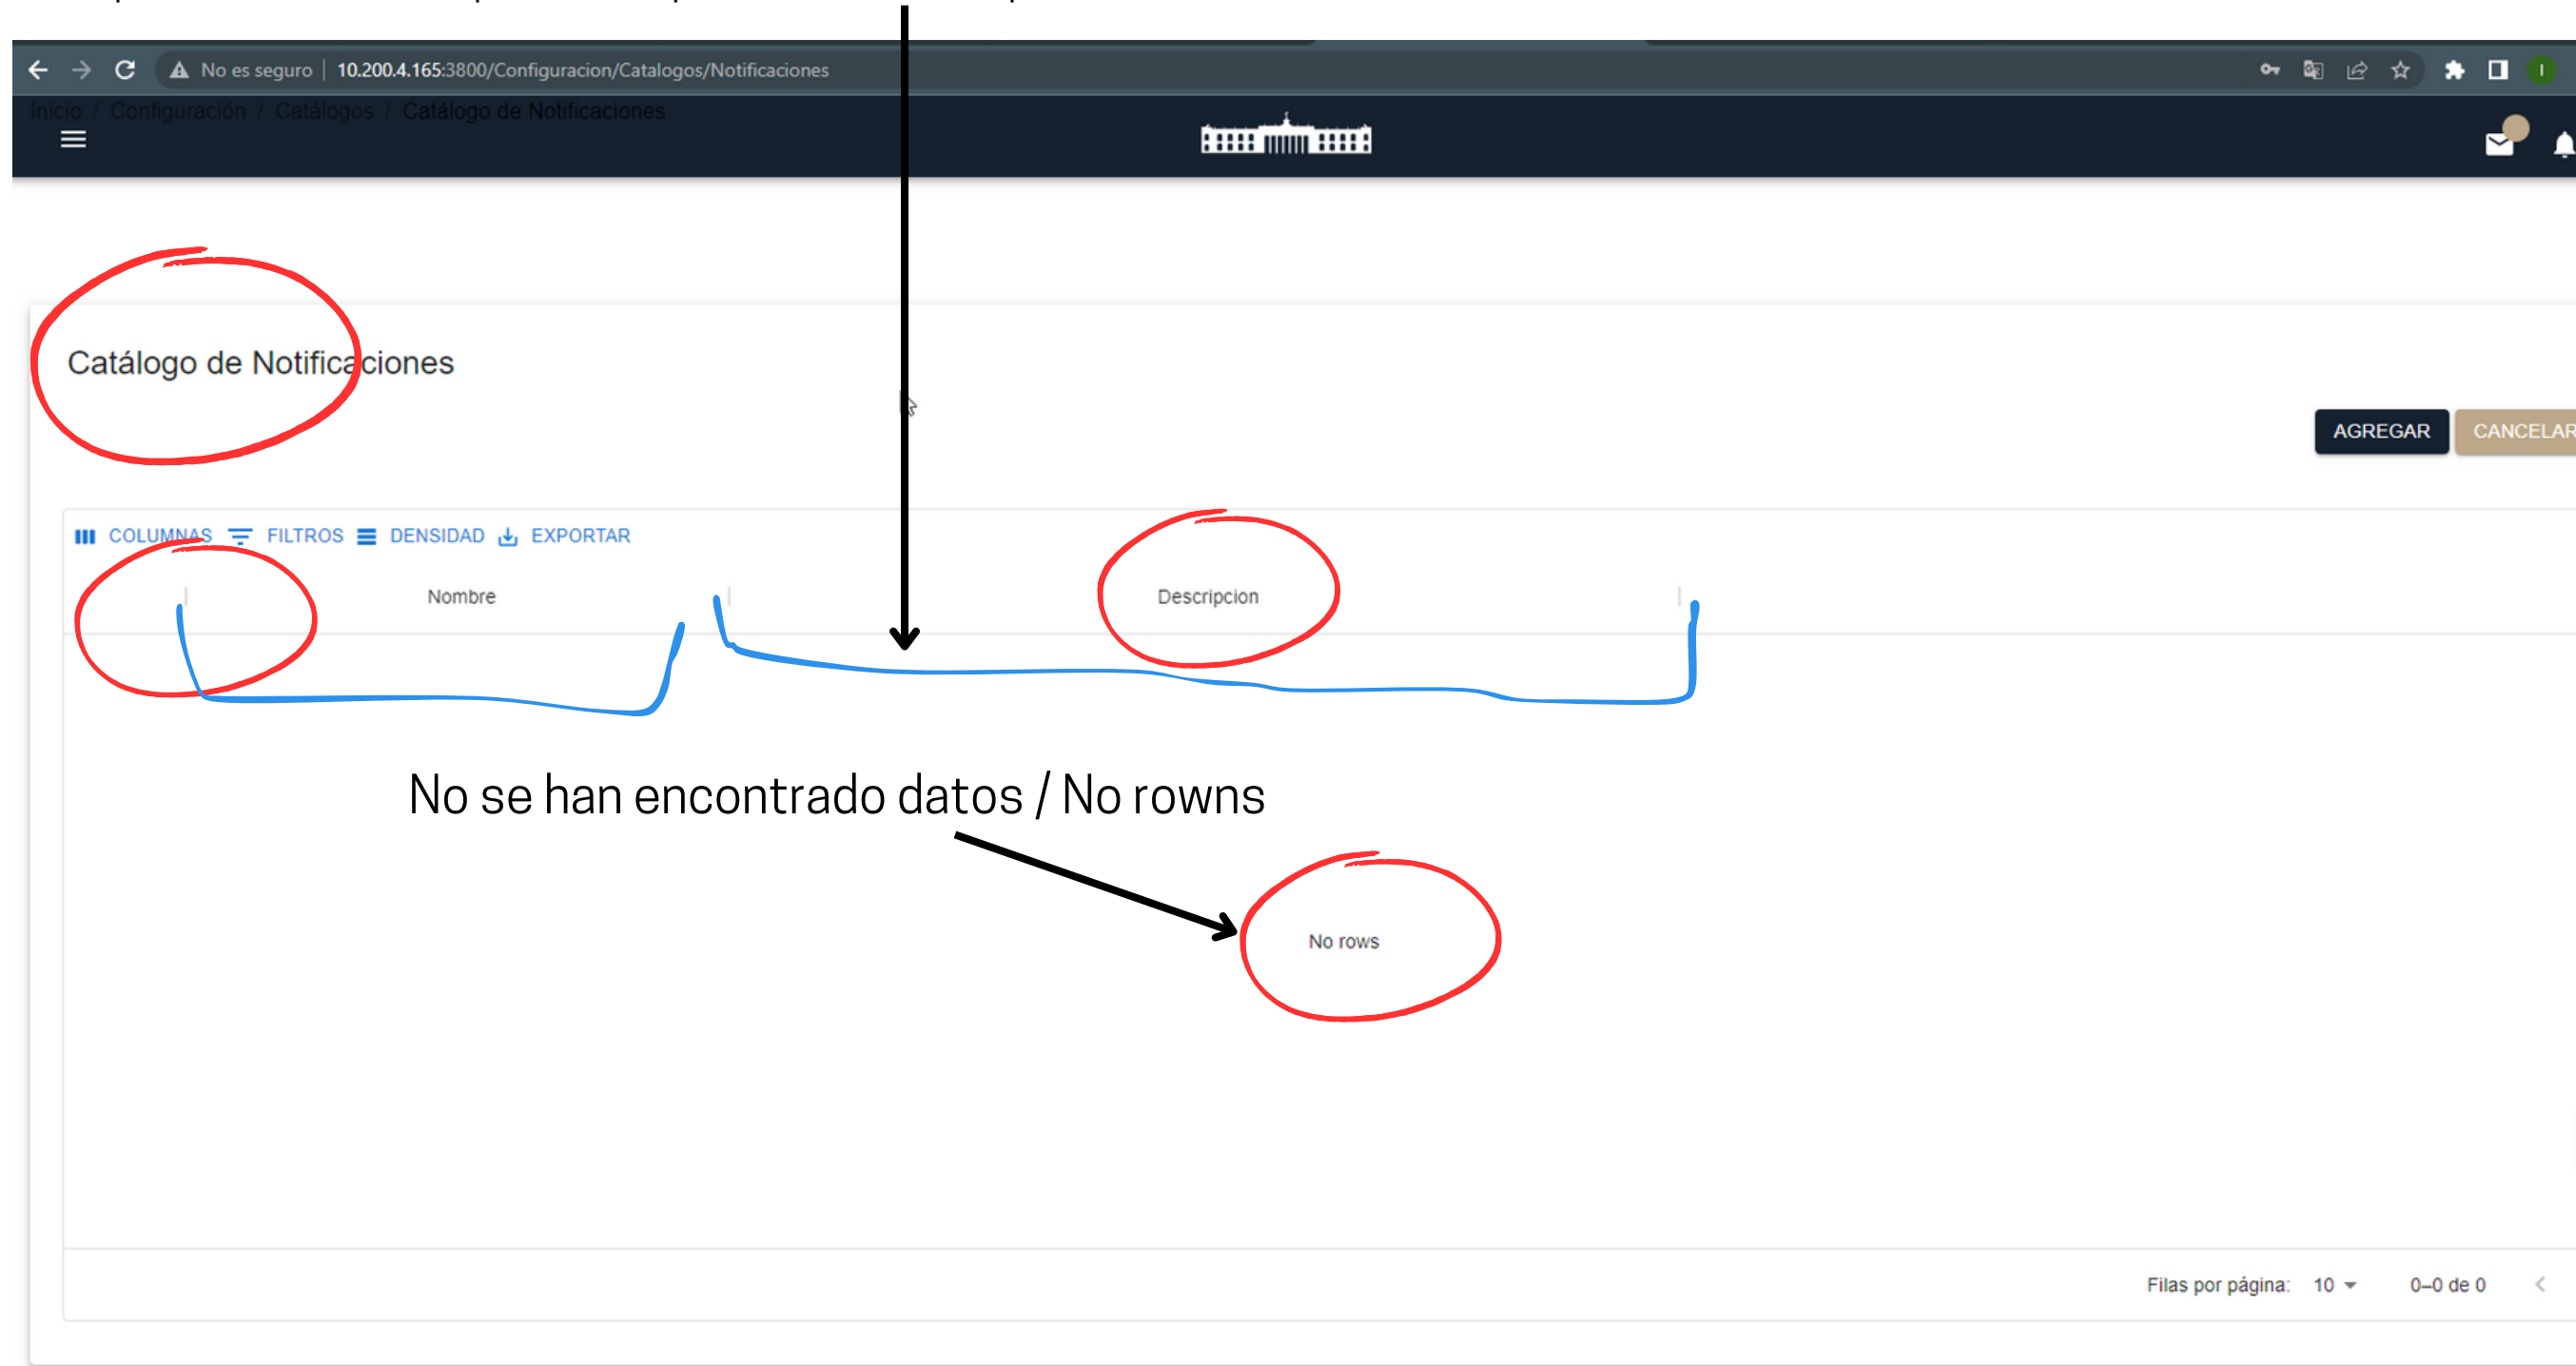 No es seguro | 10.200.4.165:3800/Configuracion/Catalogos/Notificaciones
Inicio / Configuración / Catálogos / Catálogo de Notificaciones
Catálogo de Notificaciones
AGREGAR CANCELAR
COLUMNAS FILTROS DENSIDAD EXPORTAR
Nombre Descripcion
No se han encontrado datos / No rowns
No rows
Filas por página: 10 0–0 de 0